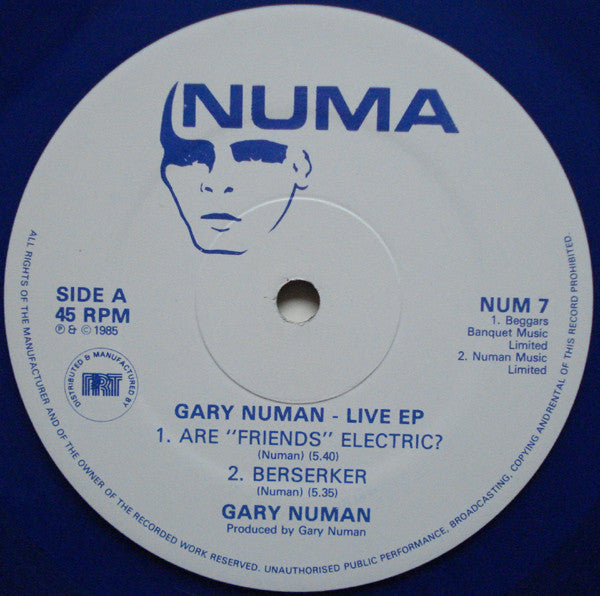 NUMA
SIDE A
45 RPM
Ⓟ & © 1985
DISTRIBUTED & MANUFACTURED BY
PRT
NUM 7
1. Beggars
Banquet Music
Limited
2. Numan Music
Limited
GARY NUMAN - LIVE EP
1. ARE "FRIENDS" ELECTRIC?
(Numan) (5.40)
2. BERSERKER
(Numan) (5.35)
GARY NUMAN
Produced by Gary Numan
ALL RIGHTS OF THE MANUFACTURER AND OF THE OWNER OF THE RECORDED WORK RESERVED. UNAUTHORISED PUBLIC PERFORMANCE, BROADCASTING, COPYING AND RENTAL OF THIS RECORD PROHIBITED.